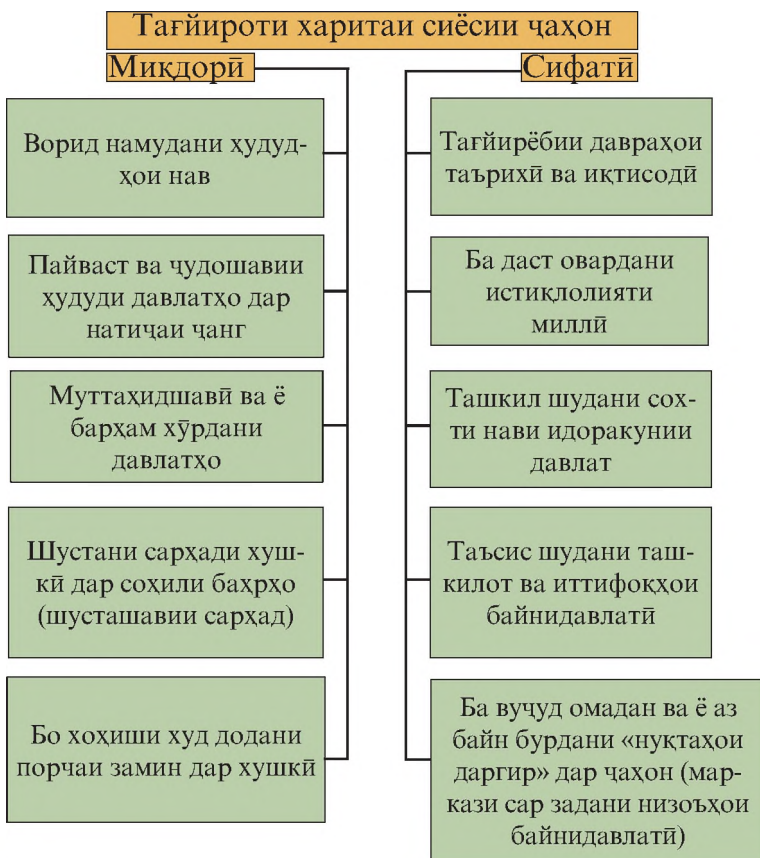 Тағйироти харитаи сиёсии ҷаҳон
Миқдорӣ
Ворид намудани ҳудуд-
ҳои нав
Пайваст ва ҷудошавии
ҳудуди давлатҳо дар
натиҷаи ҷанг
Муттаҳидшавӣ ва ё
барҳам хӯрдани
давлатҳо
Шустани сарҳади хуш-
кӣ дар соҳили баҳрҳо
(шусташавии сарҳад)
Бо хоҳиши худ додани
порчаи замин дар хушкӣ
Сифатӣ
Тағйирёбии давраҳои
таърихӣ ва иқтисодӣ
Ба даст овардани
истиқлолияти
миллӣ
Ташкил шудани сох-
ти нави идоракунии
давлат
Таъсис шудани таш-
килот ва иттифоқҳои
байнидавлатӣ
Ба вуҷуд омадан ва ё аз
байн бурдани «нуқтаҳои
даргир» дар ҷаҳон (мар-
кази сар задани низоъҳои
байнидавлатӣ)